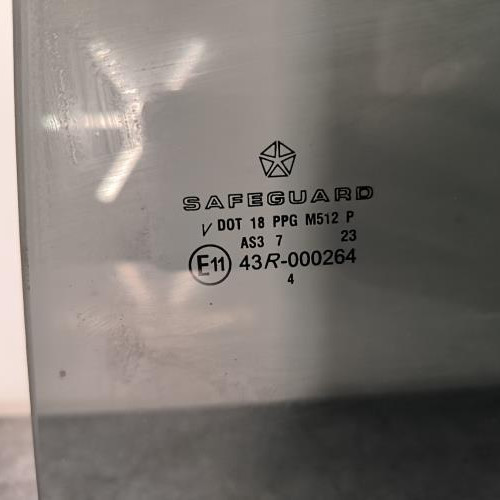 SAFEGUARD
V DOT 18 PPG M512 P
AS3 7 23
E11 43R-000264
4